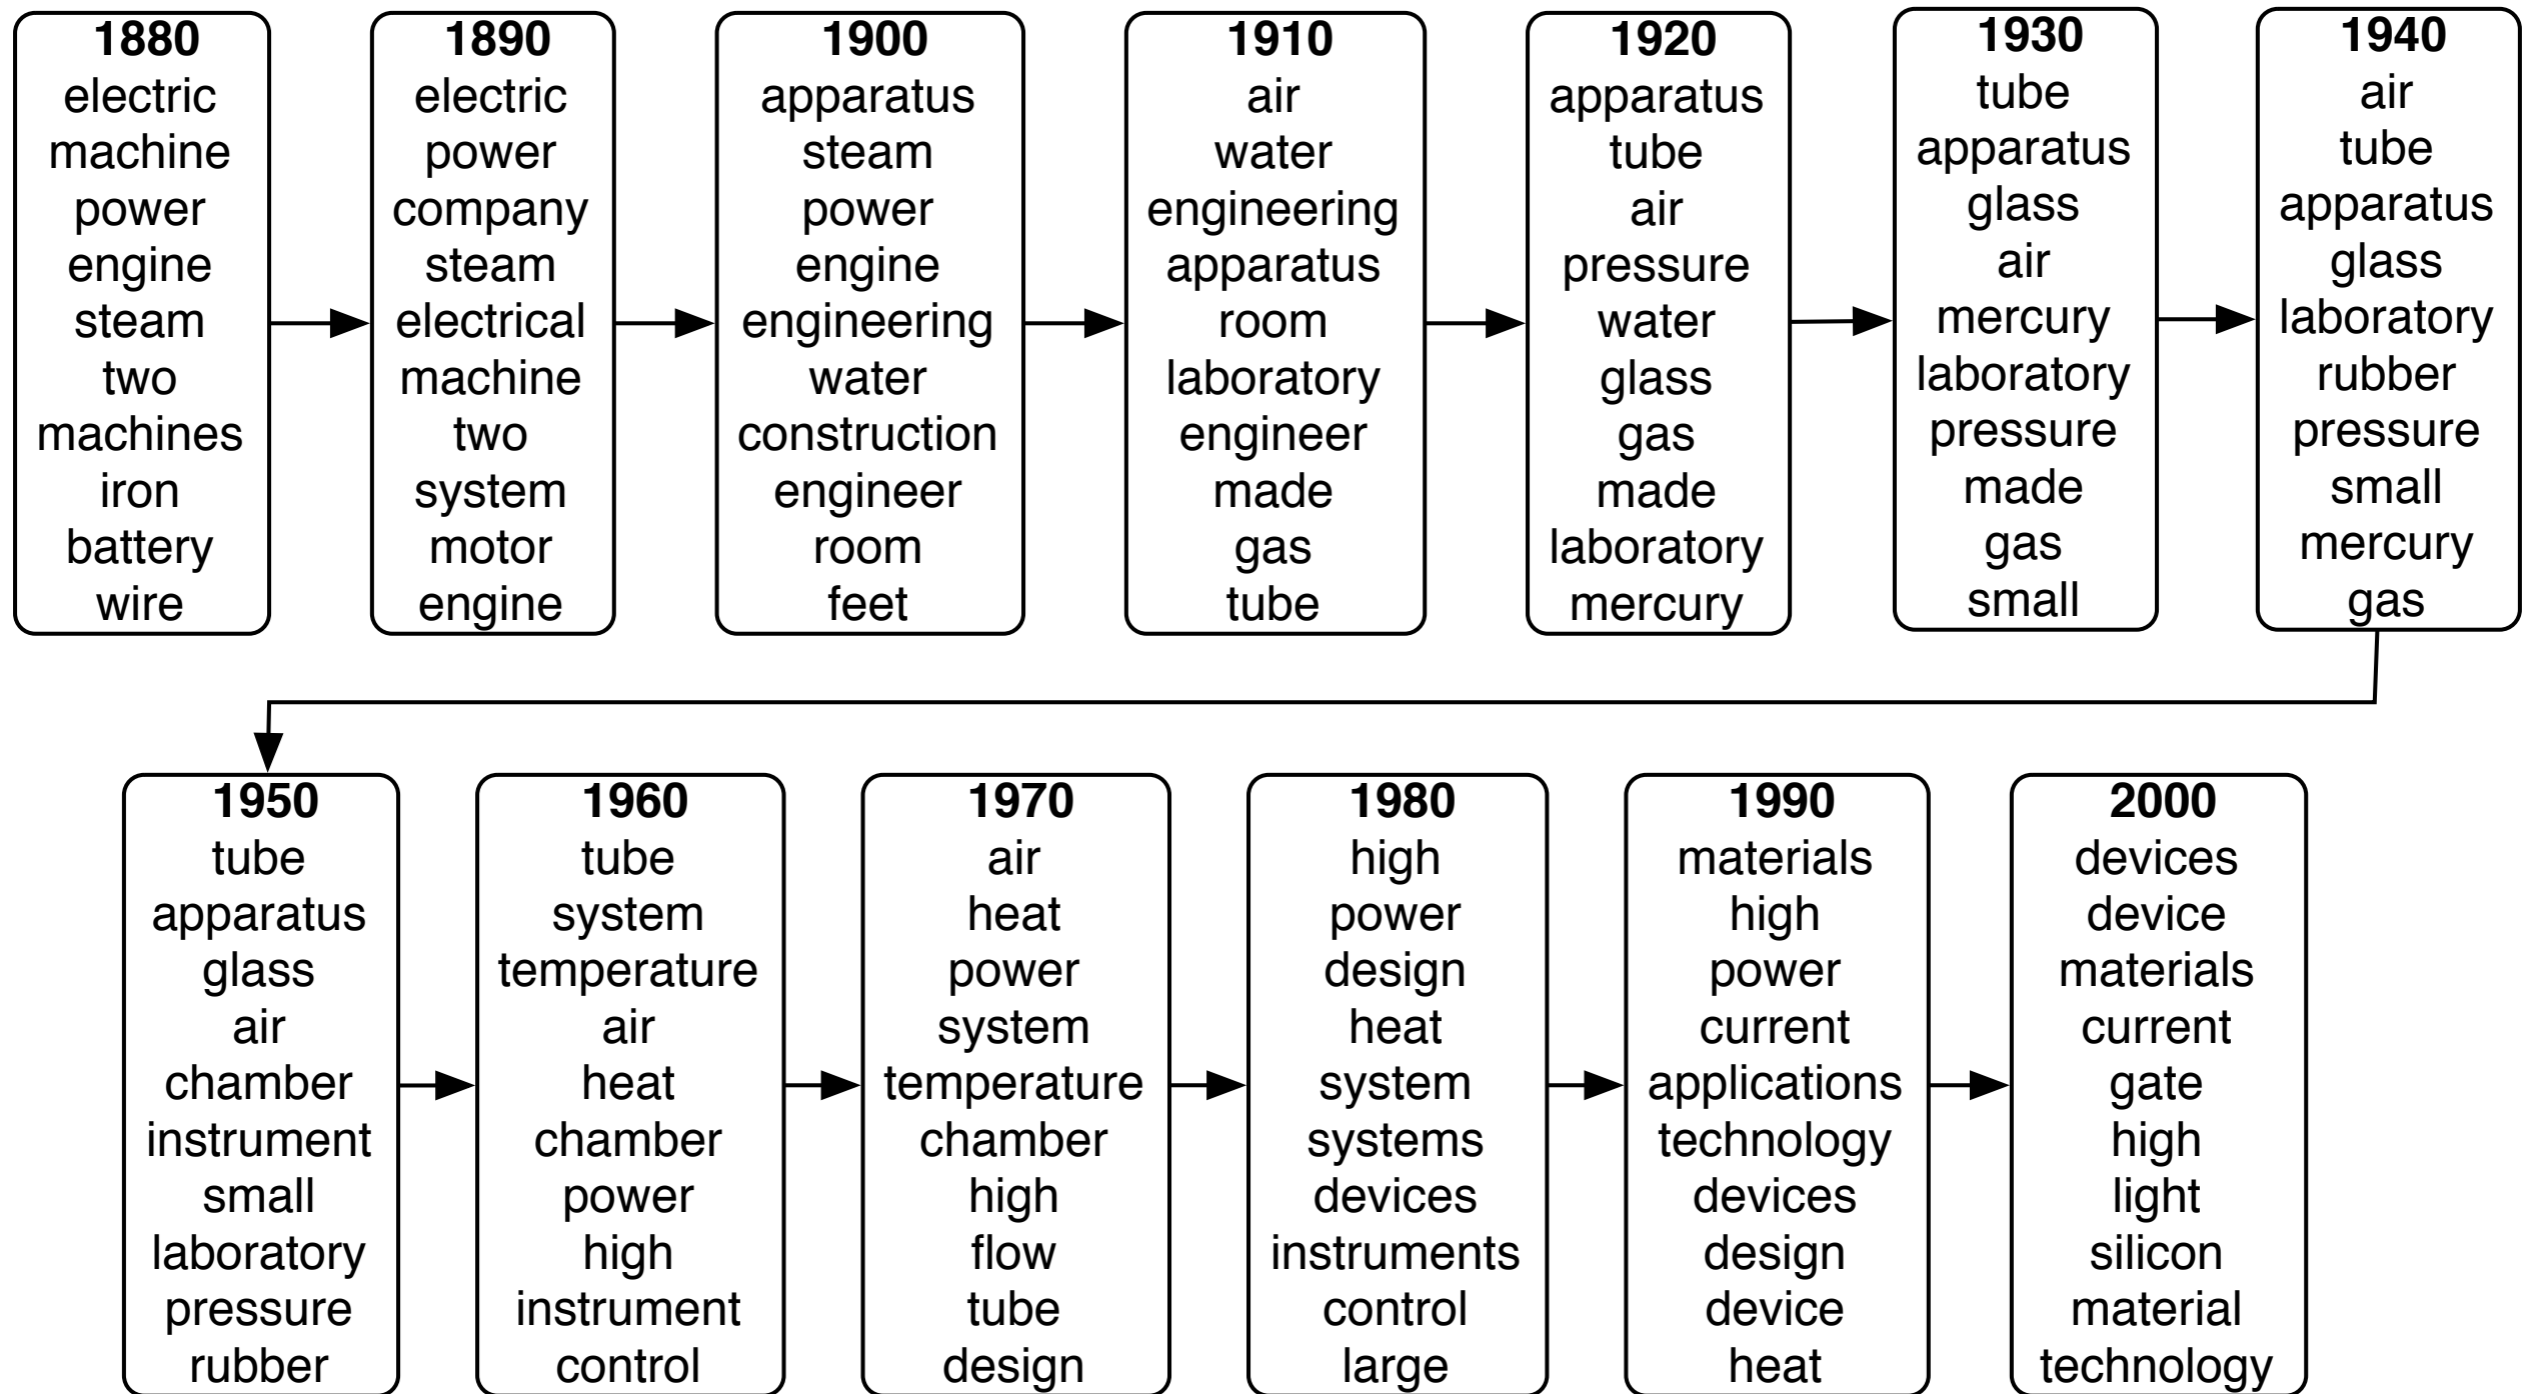 1880
electric
machine
power
engine
steam
two
machines
iron
battery
wire
1890
electric
power
company
steam
electrical
machine
two
system
motor
engine
1900
apparatus
steam
power
engine
engineering
water
construction
engineer
room
feet
1910
air
water
engineering
apparatus
room
laboratory
engineer
made
gas
tube
1920
apparatus
tube
air
pressure
water
glass
gas
made
laboratory
mercury
1930
tube
apparatus
glass
air
mercury
laboratory
pressure
made
gas
small
1940
air
tube
apparatus
glass
laboratory
rubber
pressure
small
mercury
gas
1950
tube
apparatus
glass
air
chamber
instrument
small
laboratory
pressure
rubber
1960
tube
system
temperature
air
heat
chamber
power
high
instrument
control
1970
air
heat
power
system
temperature
chamber
high
flow
tube
design
1980
high
power
design
heat
system
systems
devices
instruments
control
large
1990
materials
high
power
current
applications
technology
devices
design
device
heat
2000
devices
device
materials
current
gate
high
light
silicon
material
technology